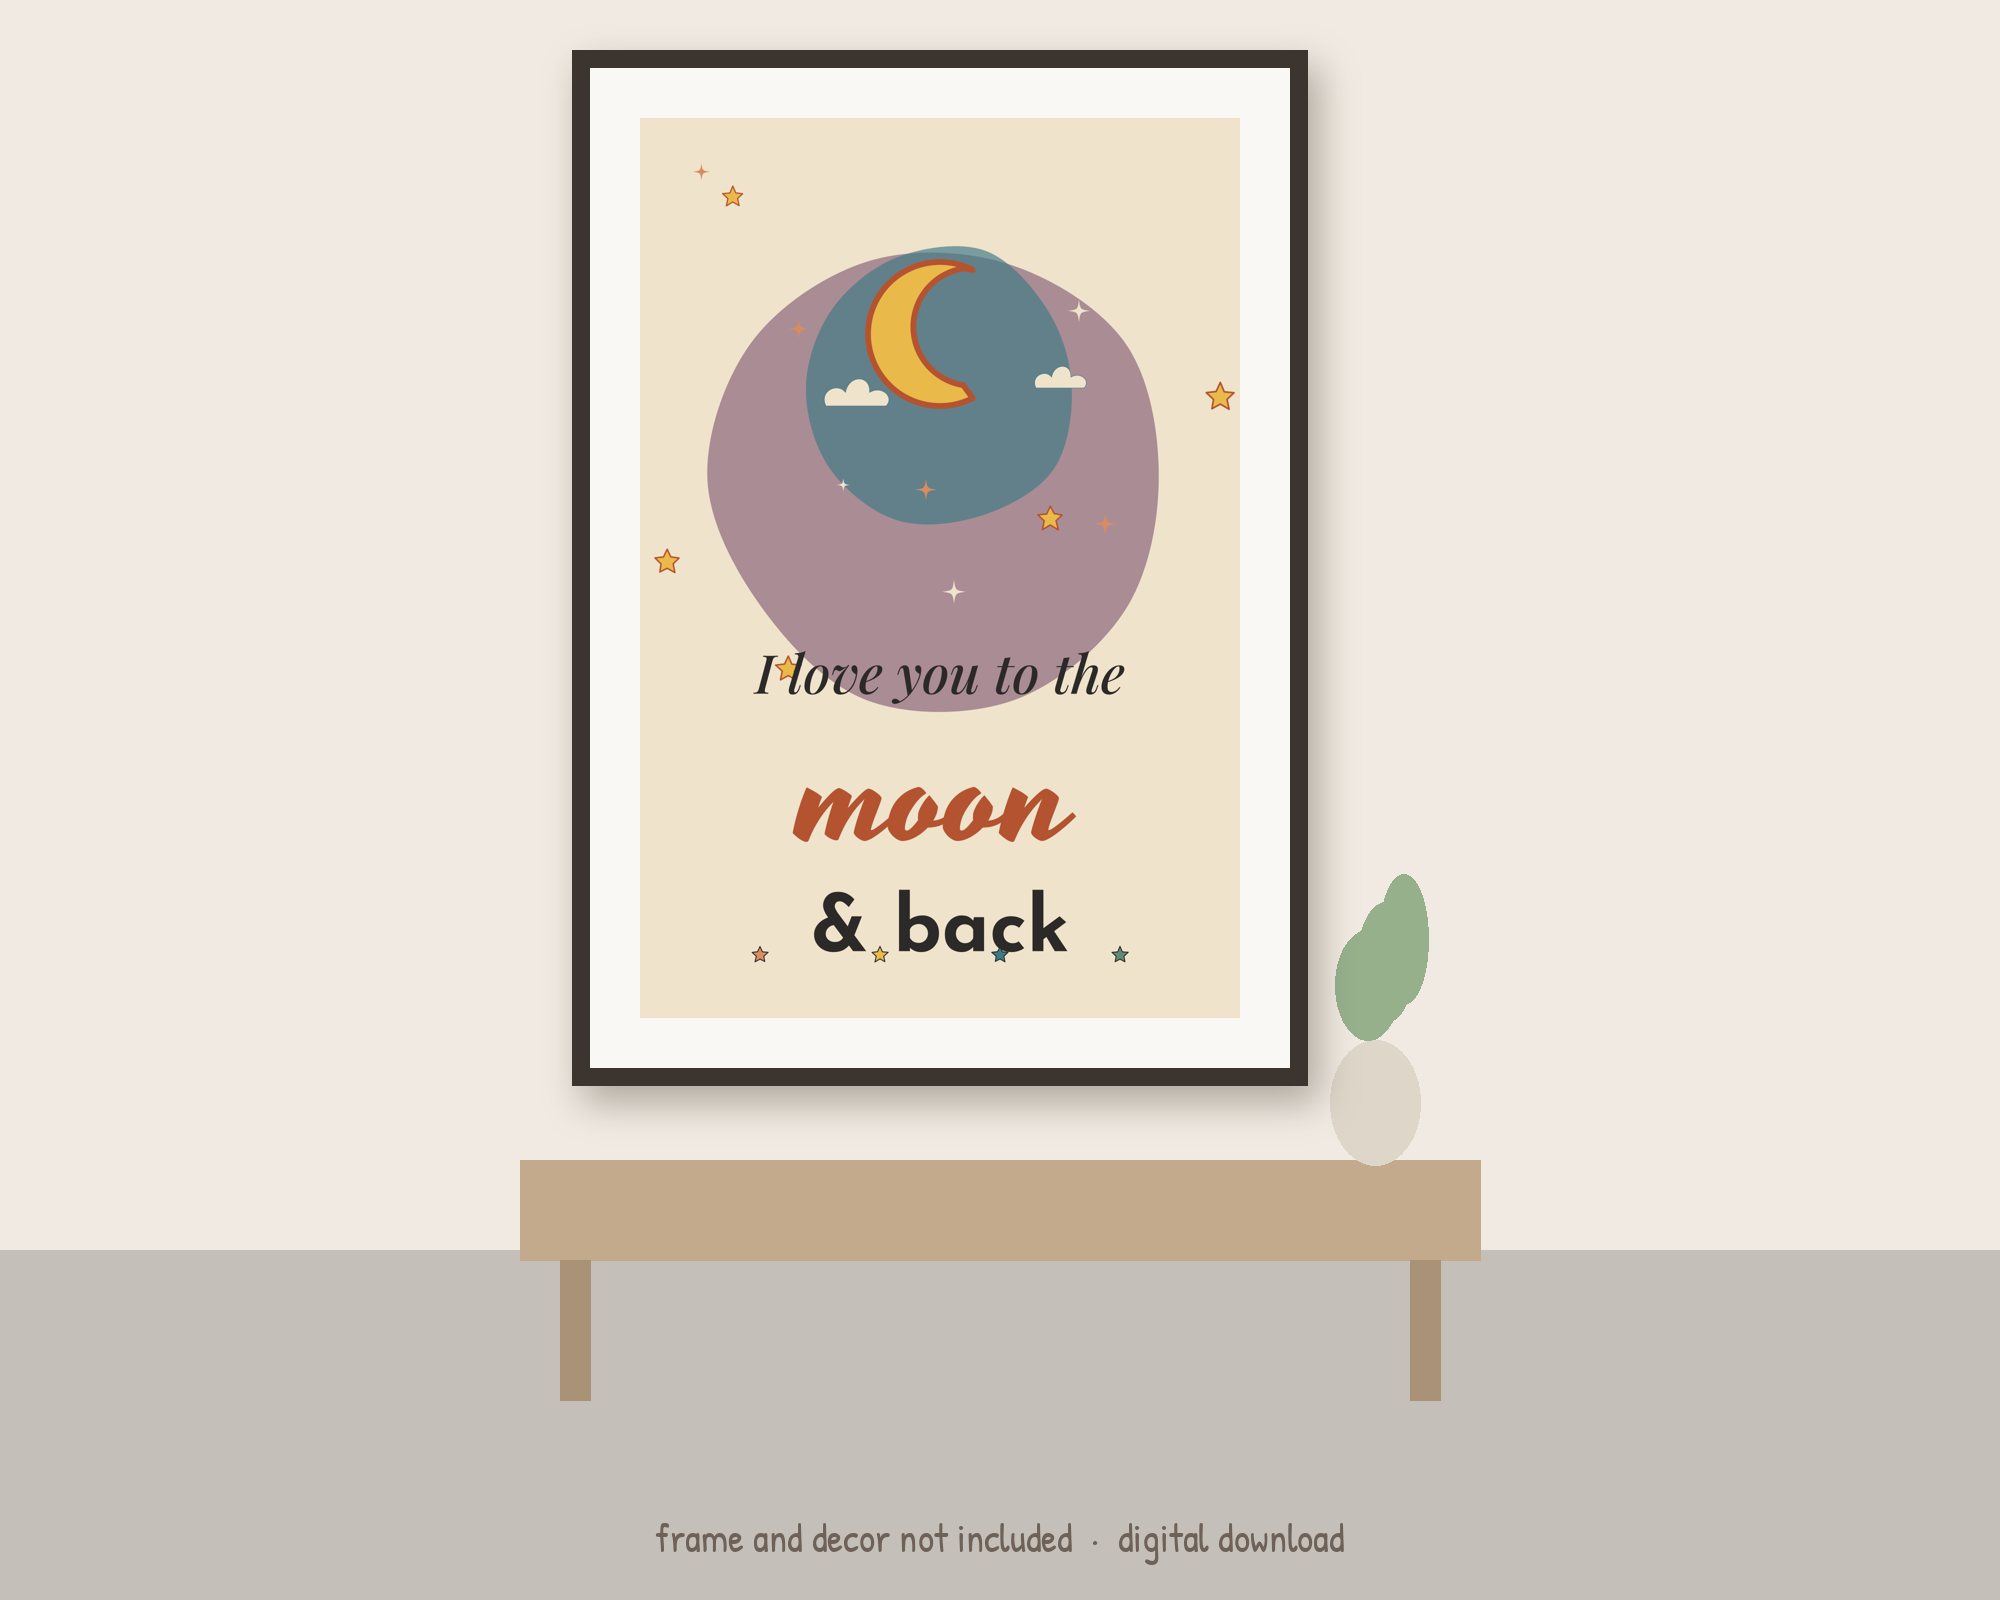 I love you to the
moon
& back
frame and decor not included · digital download